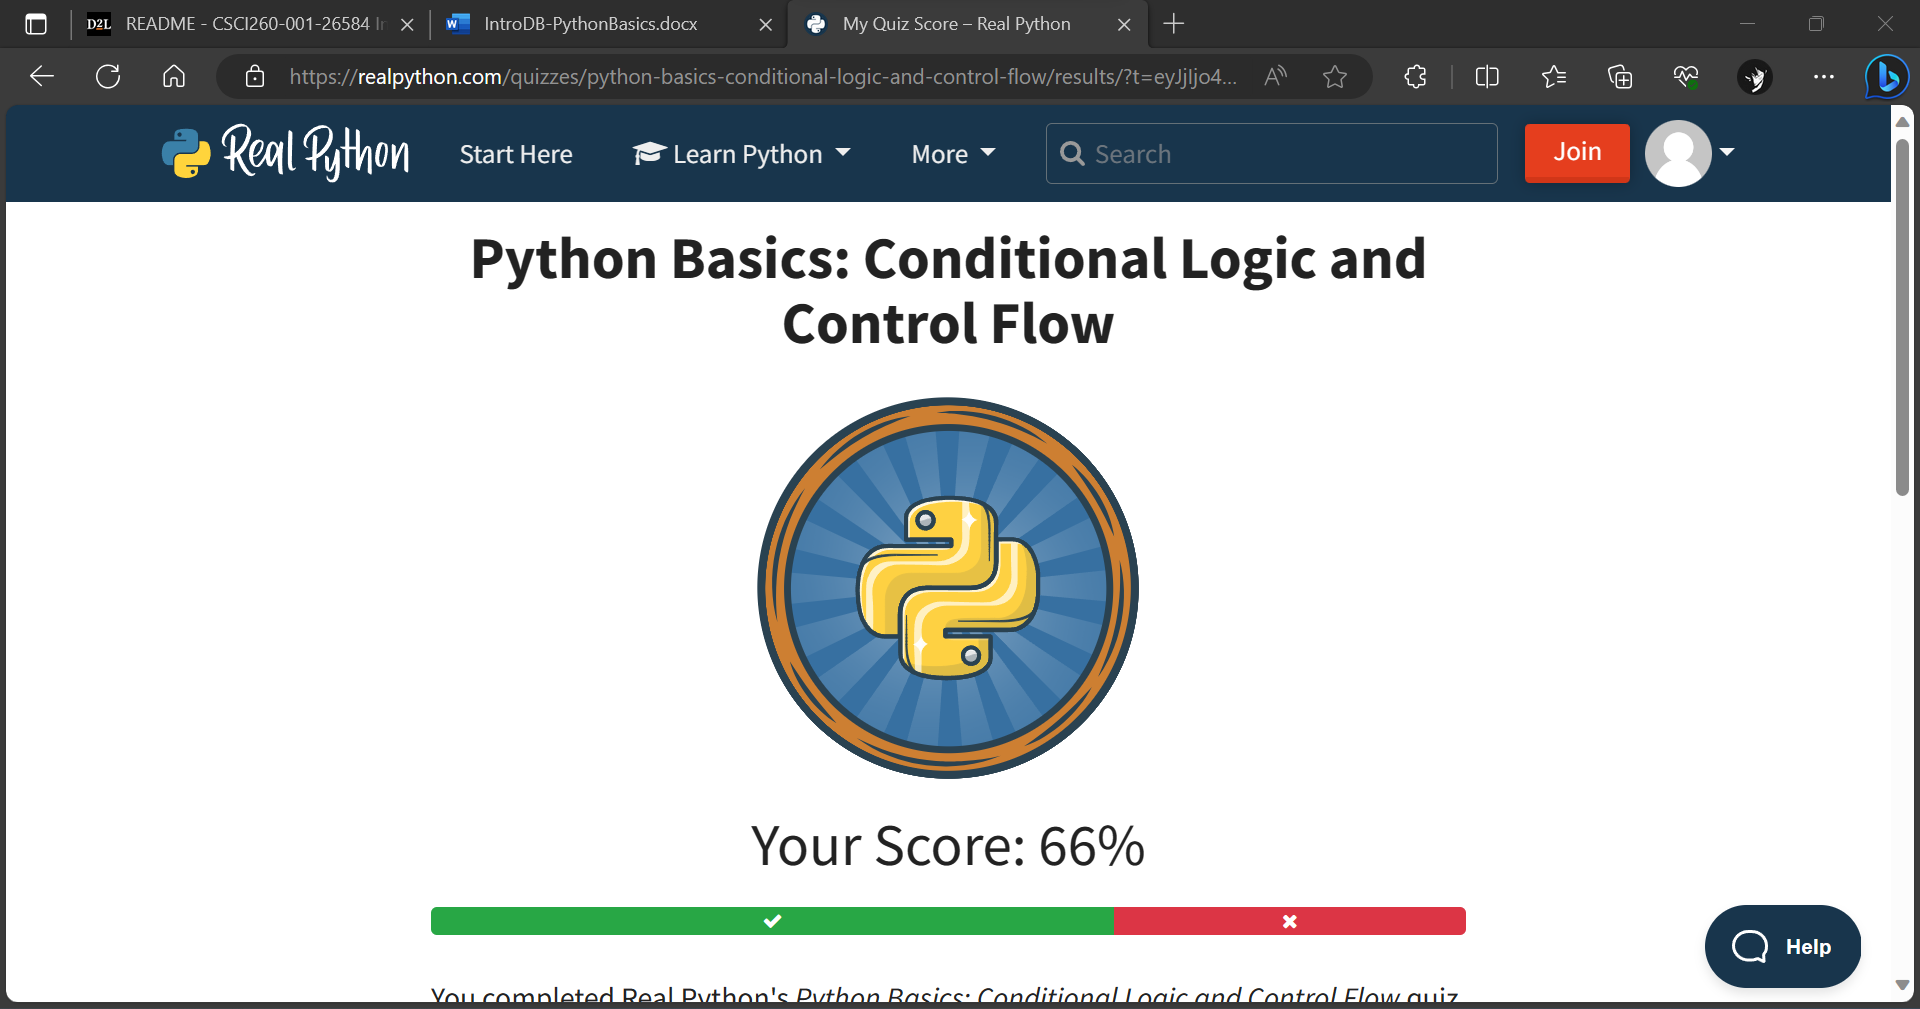 D2L README - CSCI260-001-26584 In
IntroDB-PythonBasics.docx
My Quiz Score – Real Python
https://realpython.com/quizzes/python-basics-conditional-logic-and-control-flow/results/?t=eyJjIjo4...
Real Python
Start Here
Learn Python
More
Search
Join
Python Basics: Conditional Logic and
Control Flow
Your Score: 66%
You completed Real Python's Python Basics: Conditional Logic and Control Flow quiz
Help